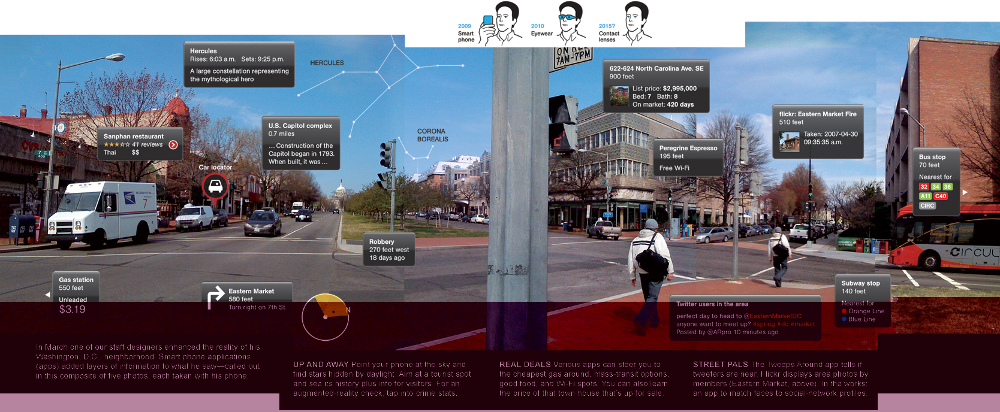 2009
Smart
phone
2010
Eyewear
2015?
Contact
lenses
Hercules
Rises: 6:03 a.m. Sets: 9:25 p.m.
A large constellation representing
the mythological hero
HERCULES
ON RED
7AM-7PM
622-624 North Carolina Ave. SE
900 feet
List price: $2,995,000
Bed: 7 Bath: 8
On market: 420 days
flickr: Eastern Market Fire
510 feet
Taken: 2007-04-30
09:35:35 a.m.
U.S. Capitol complex
0.7 miles
... Construction of the
Capitol began in 1793.
When built, it was ...
CORONA
BOREALIS
Sanphan restaurant
41 reviews
Thai $$
CVS
7
400
Car locator
7
Peregrine Espresso
195 feet
Free Wi-Fi
Bus stop
70 feet
Nearest for
32 34 36
A11 C40
CIRC
CIRCUL
Robbery
270 feet west
18 days ago
Gas station
550 feet
Unleaded
$3.19
Eastern Market
580 feet
Turn right on 7th St
N
Twitter users in the area
perfect day to head to @EasternMarketDC
anyone want to meet up? #spring #dc #market
Posted by @ARpro 10 minutes ago
Subway stop
140 feet
Nearest for
Orange Line
Blue Line
In March one of our staff designers enhanced the reality of his
Washington, D.C., neighborhood. Smart phone applications
(apps) added layers of information to what he saw—called out
in this composite of five photos, each taken with his phone.
UP AND AWAY Point your phone at the sky and
find stars hidden by daylight. Aim at a tourist spot
and see its history plus info for visitors. For an
augmented-reality check, tap into crime stats.
REAL DEALS Various apps can steer you to
the cheapest gas around, mass-transit options,
good food, and Wi-Fi spots. You can also learn
the price of that town house that's up for sale.
STREET PALS The Tweeps Around app tells if
tweeters are near. Flickr displays area photos by
members (Eastern Market, above). In the works:
an app to match faces to social-network profiles.